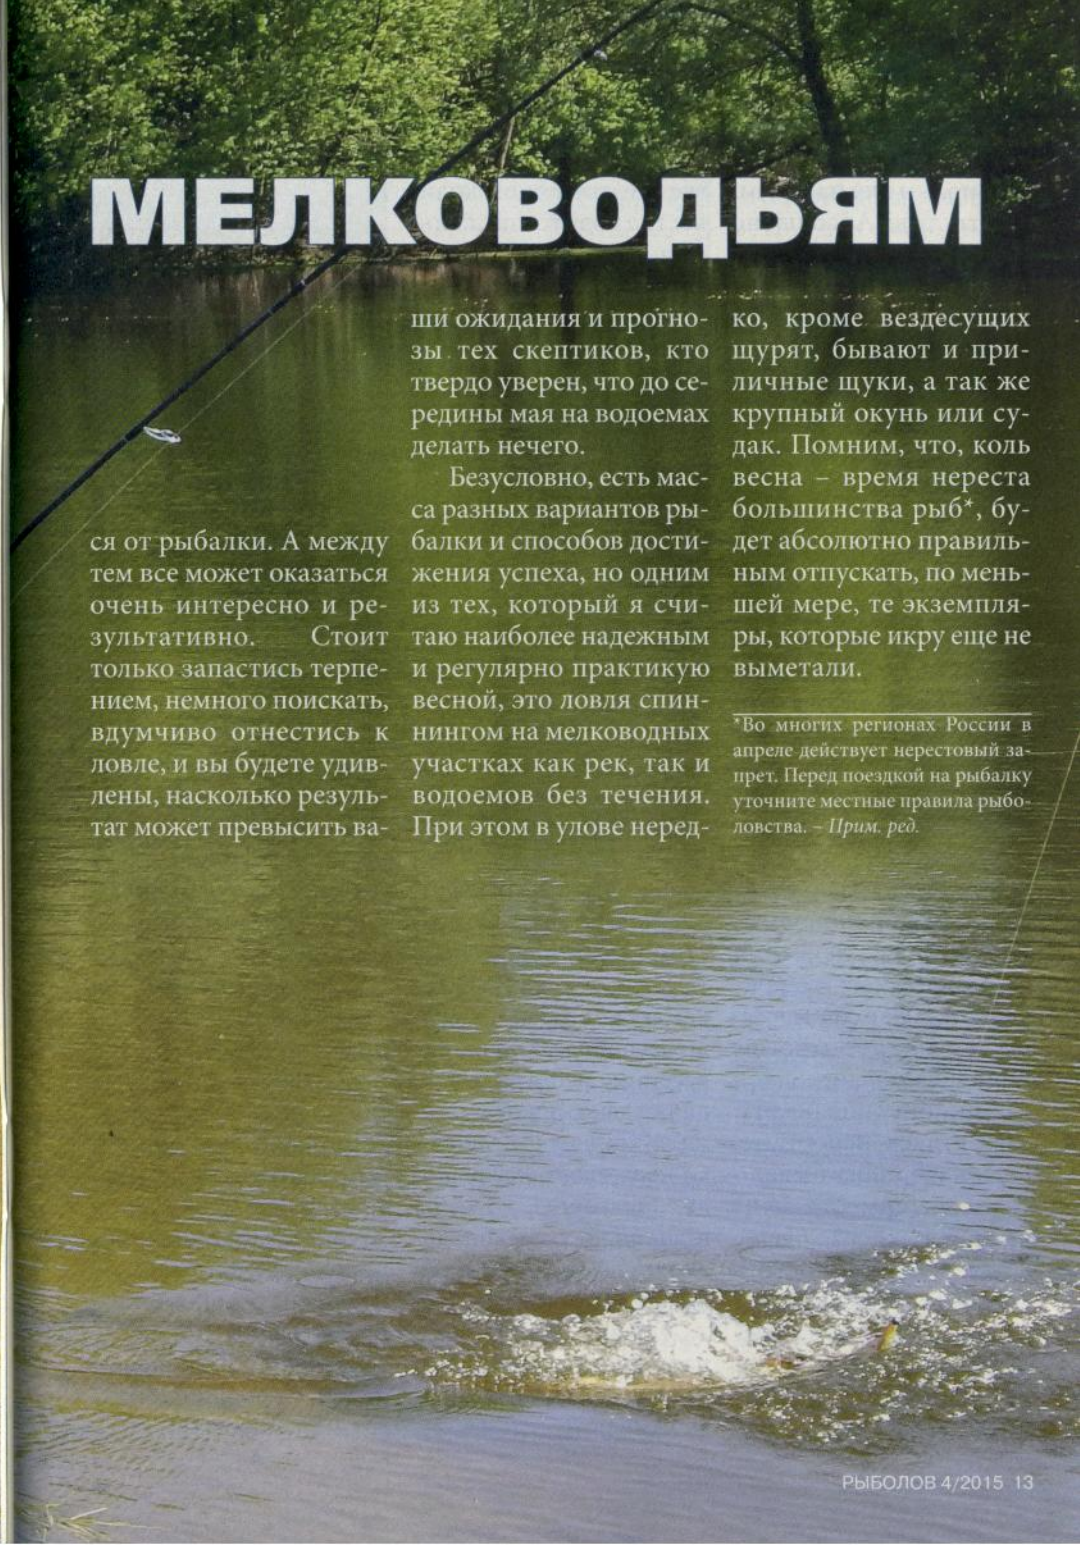 МЕЛКОВОДЬЯМ
ся от рыбалки. А между
тем все может оказаться
очень интересно и ре-
зультативно. Стоит
только запастись терпе-
нием, немного поискать,
вдумчиво отнестись к
ловле, и вы будете удив-
лены, насколько резуль-
тат может превысить ва-
ши ожидания и прогно-
зы тех скептиков, кто
твердо уверен, что до се-
редины мая на водоемах
делать нечего.
Безусловно, есть мас-
са разных вариантов ры-
балки и способов дости-
жения успеха, но одним
из тех, который я счи-
таю наиболее надежным
и регулярно практикую
весной, это ловля спин-
нингом на мелководных
участках как рек, так и
водоемов без течения.
При этом в улове неред-
ко, кроме вездесущих
щурят, бывают и при-
личные щуки, а так же
крупный окунь или су-
дак. Помним, что, коль
весна – время нереста
большинства рыб*, бу-
дет абсолютно правиль-
ным отпускать, по мень-
шей мере, те экземпля-
ры, которые икру еще не
выметали.
*Во многих регионах России в
апреле действует нерестовый за-
прет. Перед поездкой на рыбалку
уточните местные правила рыбо-
ловства. – Прим. ред.
РЫБОЛОВ 4/2015 13